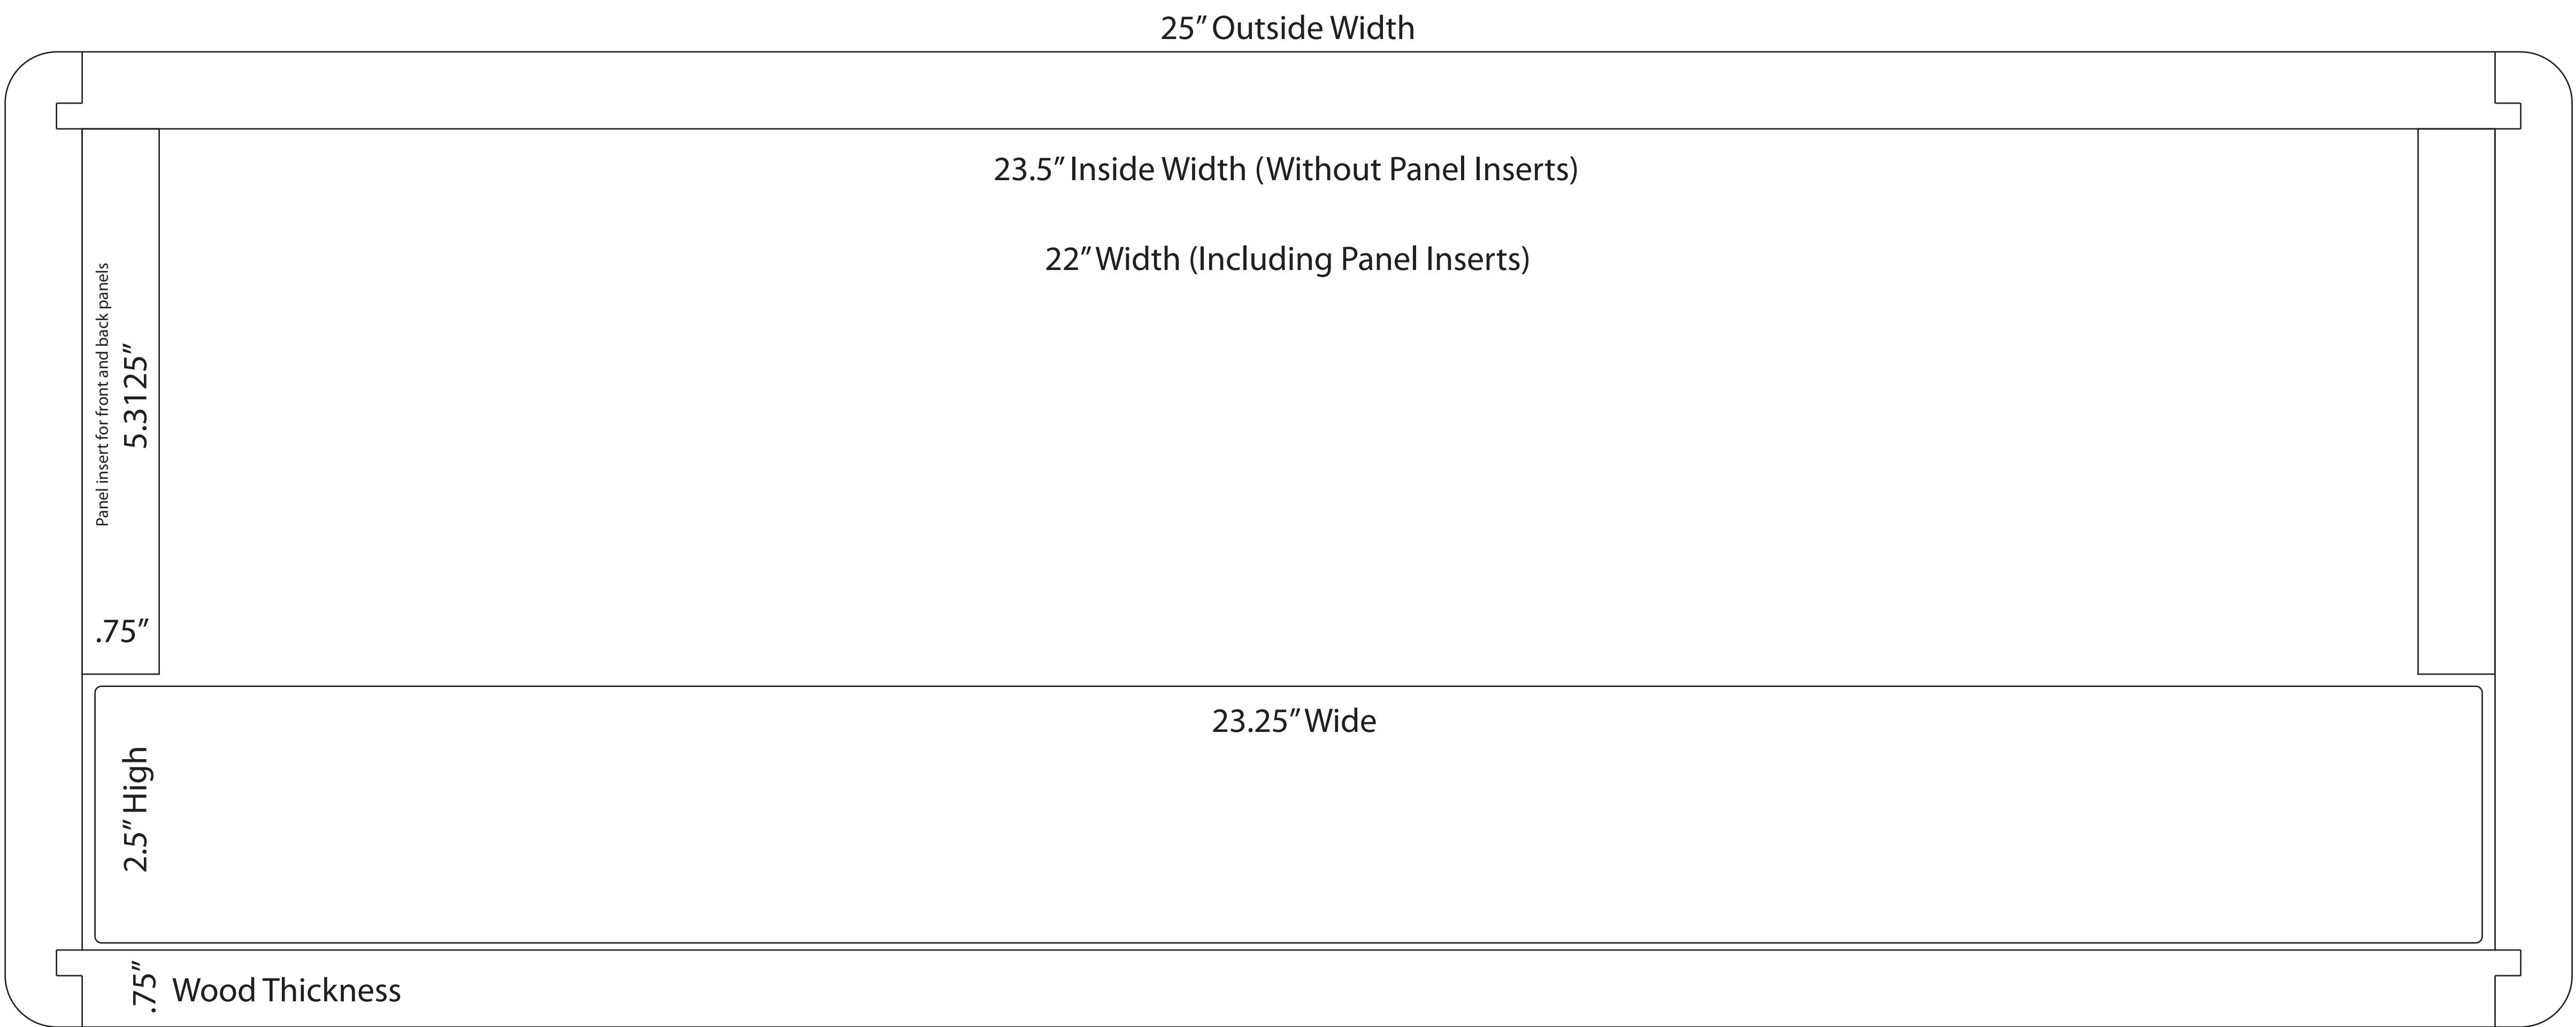 25” Outside Width
23.5” Inside Width (Without Panel Inserts)
22” Width (Including Panel Inserts)
Panel insert for front and back panels
5.3125”
.75”
23.25” Wide
2.5” High
.75”
Wood Thickness